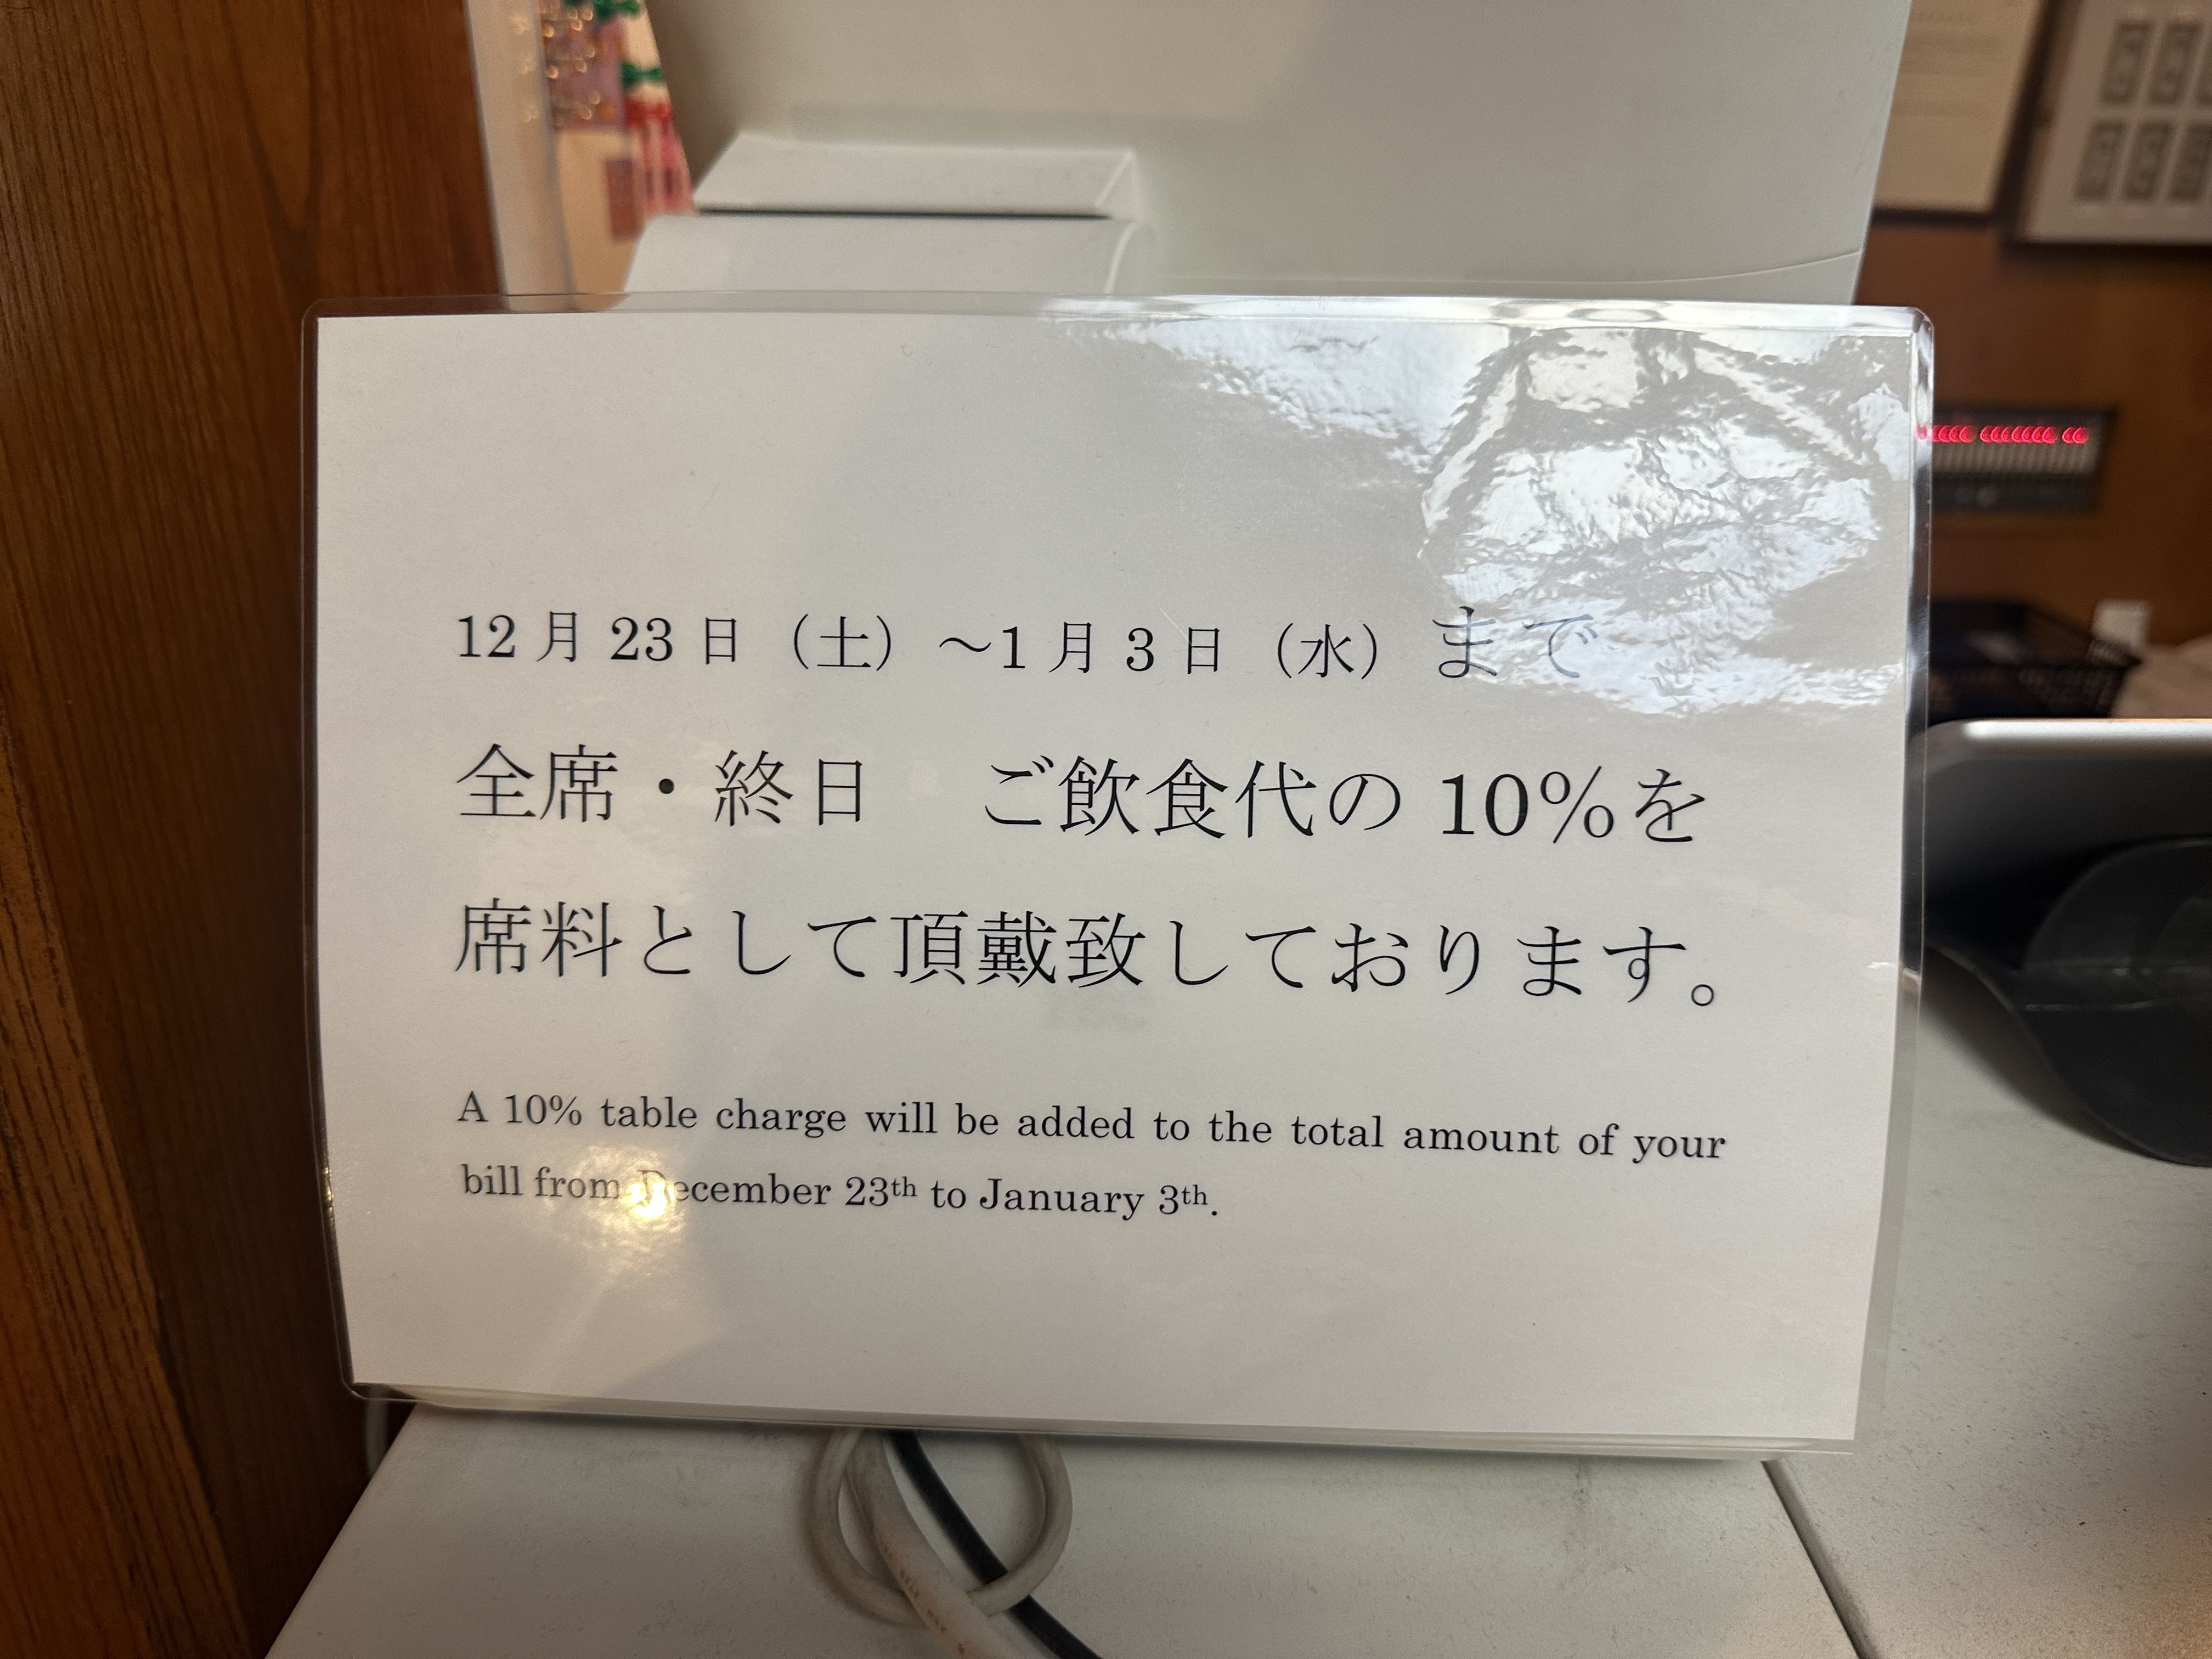 12月23日（土）～1月3日（水）まで
全席・終日　ご飲食代の10%を
席料として頂戴致しております。
A 10% table charge will be added to the total amount of your
bill from December 23th to January 3th.